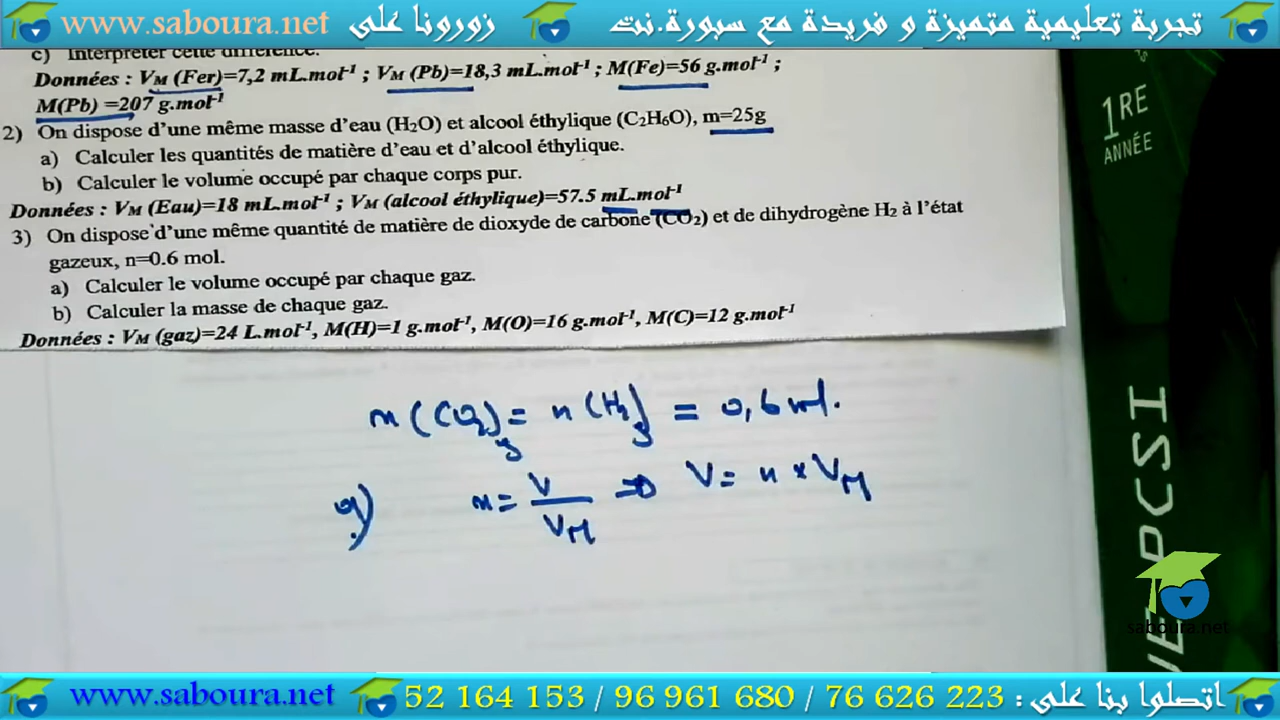 www.saboura.net زورونا على تجربة تعليمية متميزة و فريدة مع سبورة.نت
c) Interpréter cette différence.
Données : VM (Fer)=7,2 mL.mol-1 ; VM (Pb)=18,3 mL.mol-1 ; M(Fe)=56 g.mol-1 ;
M(Pb) =207 g.mol-1
2) On dispose d'une même masse d'eau (H2O) et alcool éthylique (C2H6O), m=25g
a) Calculer les quantités de matière d'eau et d'alcool éthylique.
b) Calculer le volume occupé par chaque corps pur.
Données : VM (Eau)=18 mL.mol-1 ; VM (alcool éthylique)=57.5 mL.mol-1
3) On dispose d'une même quantité de matière de dioxyde de carbone (CO2) et de dihydrogène H2 à l'état
gazeux, n=0.6 mol.
a) Calculer le volume occupé par chaque gaz.
b) Calculer la masse de chaque gaz.
Données : VM (gaz)=24 L.mol-1, M(H)=1 g.mol-1, M(O)=16 g.mol-1, M(C)=12 g.mol-1
n(CO2)g = n(H2)g = 0,6 mol.
a) n = V / VM => V = n × VM
1RE
ANNÉE
saboura.net
www.saboura.net 52 164 153 / 96 961 680 / 76 626 223 : اتصلوا بنا على